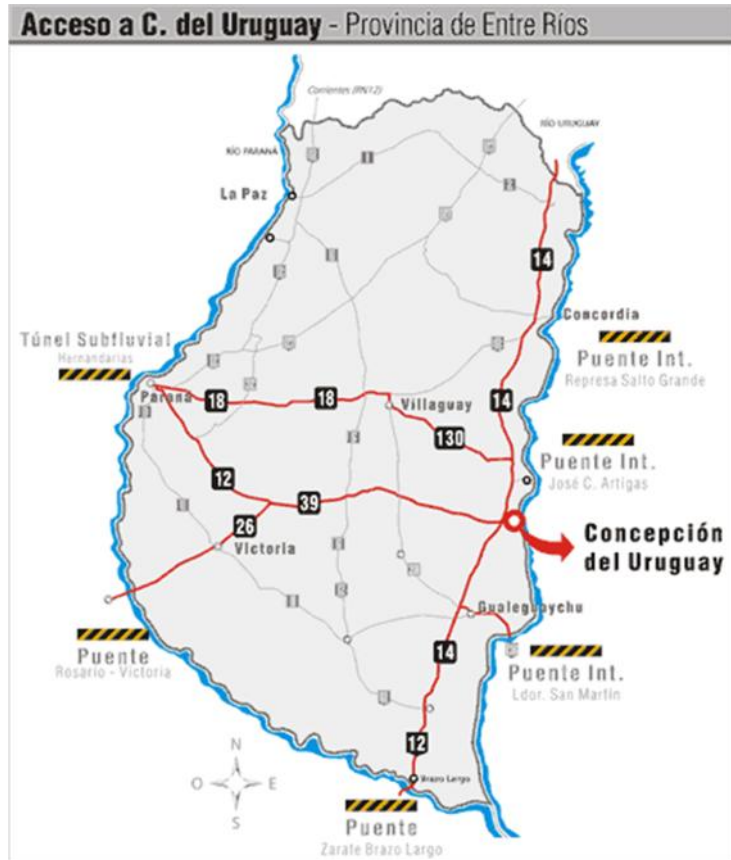 Acceso a C. del Uruguay - Provincia de Entre Ríos
Corrientes (RN12)
RÍO PARANÁ
RÍO URUGUAY
La Paz
14
Concordia
Túnel Subfluvial
Hernandarias
Puente Int.
Represa Salto Grande
Paraná
18
18
Villaguay
14
130
Puente Int.
José C. Artigas
12
39
26
Victoria
Concepción
del Uruguay
Gualeguaychu
Puente
Rosario - Victoria
14
Puente Int.
Ldor. San Martín
12
Brazo Largo
N
O
E
S
Puente
Zarate Brazo Largo